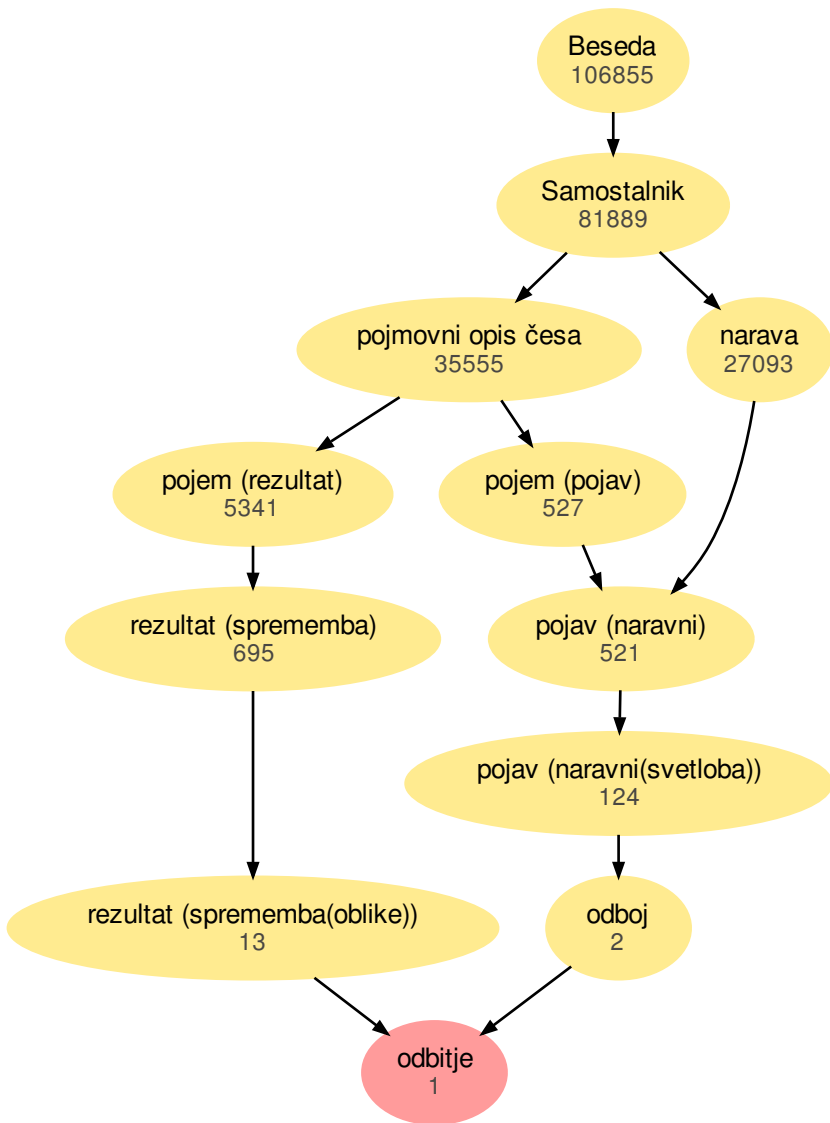 Beseda
106855
Samostalnik
81889
pojmovni opis česa
35555
narava
27093
pojem (rezultat)
5341
pojem (pojav)
527
rezultat (sprememba)
695
pojav (naravni)
521
pojav (naravni(svetloba))
124
rezultat (sprememba(oblike))
13
odboj
2
odbitje
1